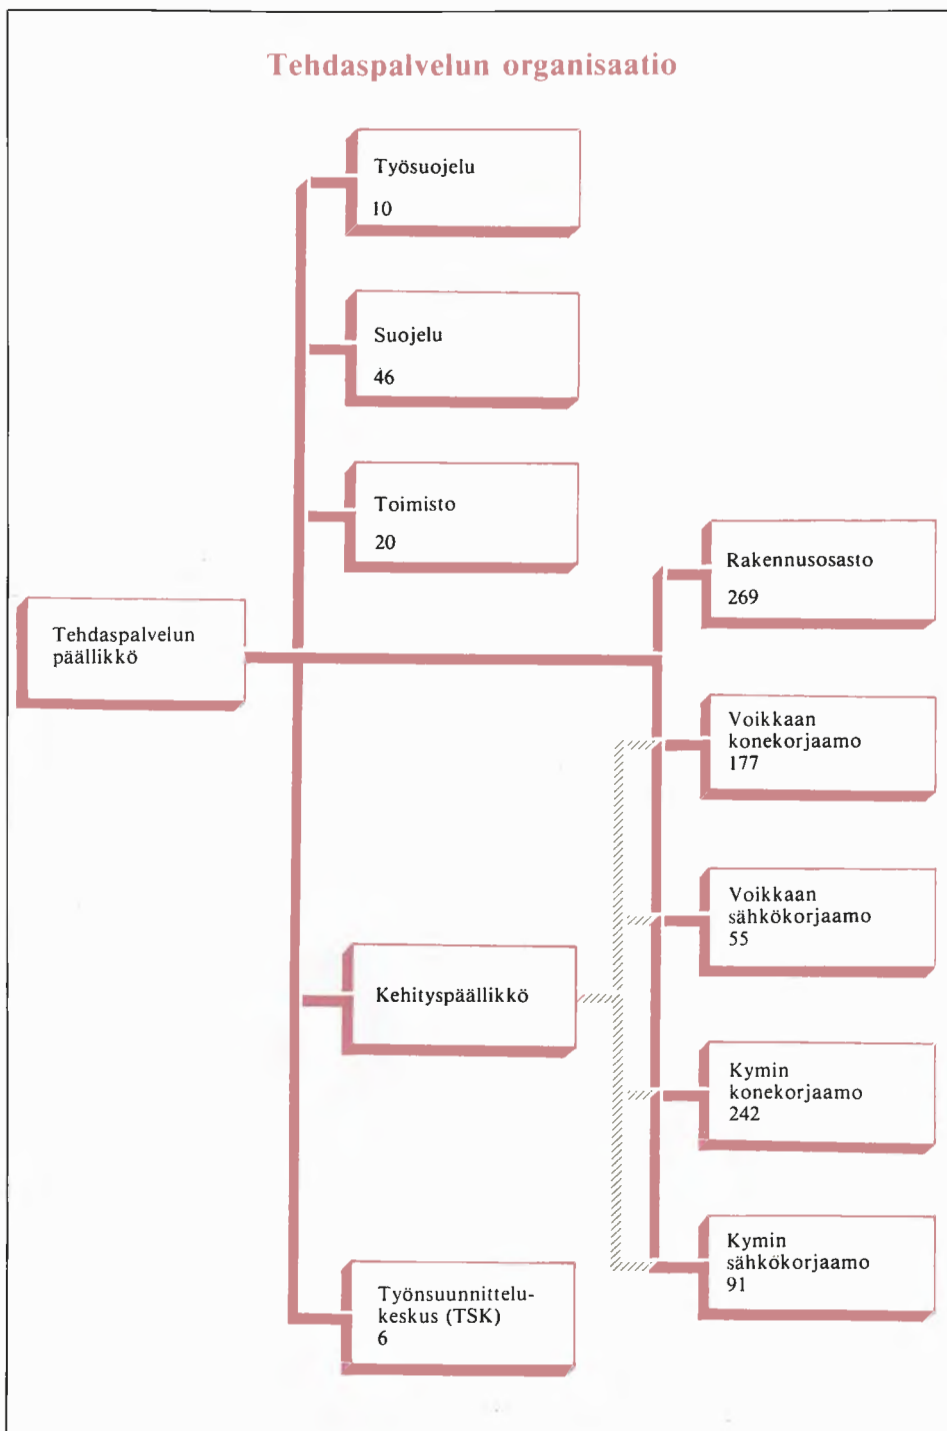 Tehdaspalvelun organisaatio
Työsuojelu
10
Suojelu
46
Toimisto
20
Tehdaspalvelun
päällikkö
Kehityspäällikkö
Työnsuunnittelu-
keskus (TSK)
6
Rakennusosasto
269
Voikkaan
konekorjaamo
177
Voikkaan
sähkökorjaamo
55
Kymin
konekorjaamo
242
Kymin
sähkökorjaamo
91